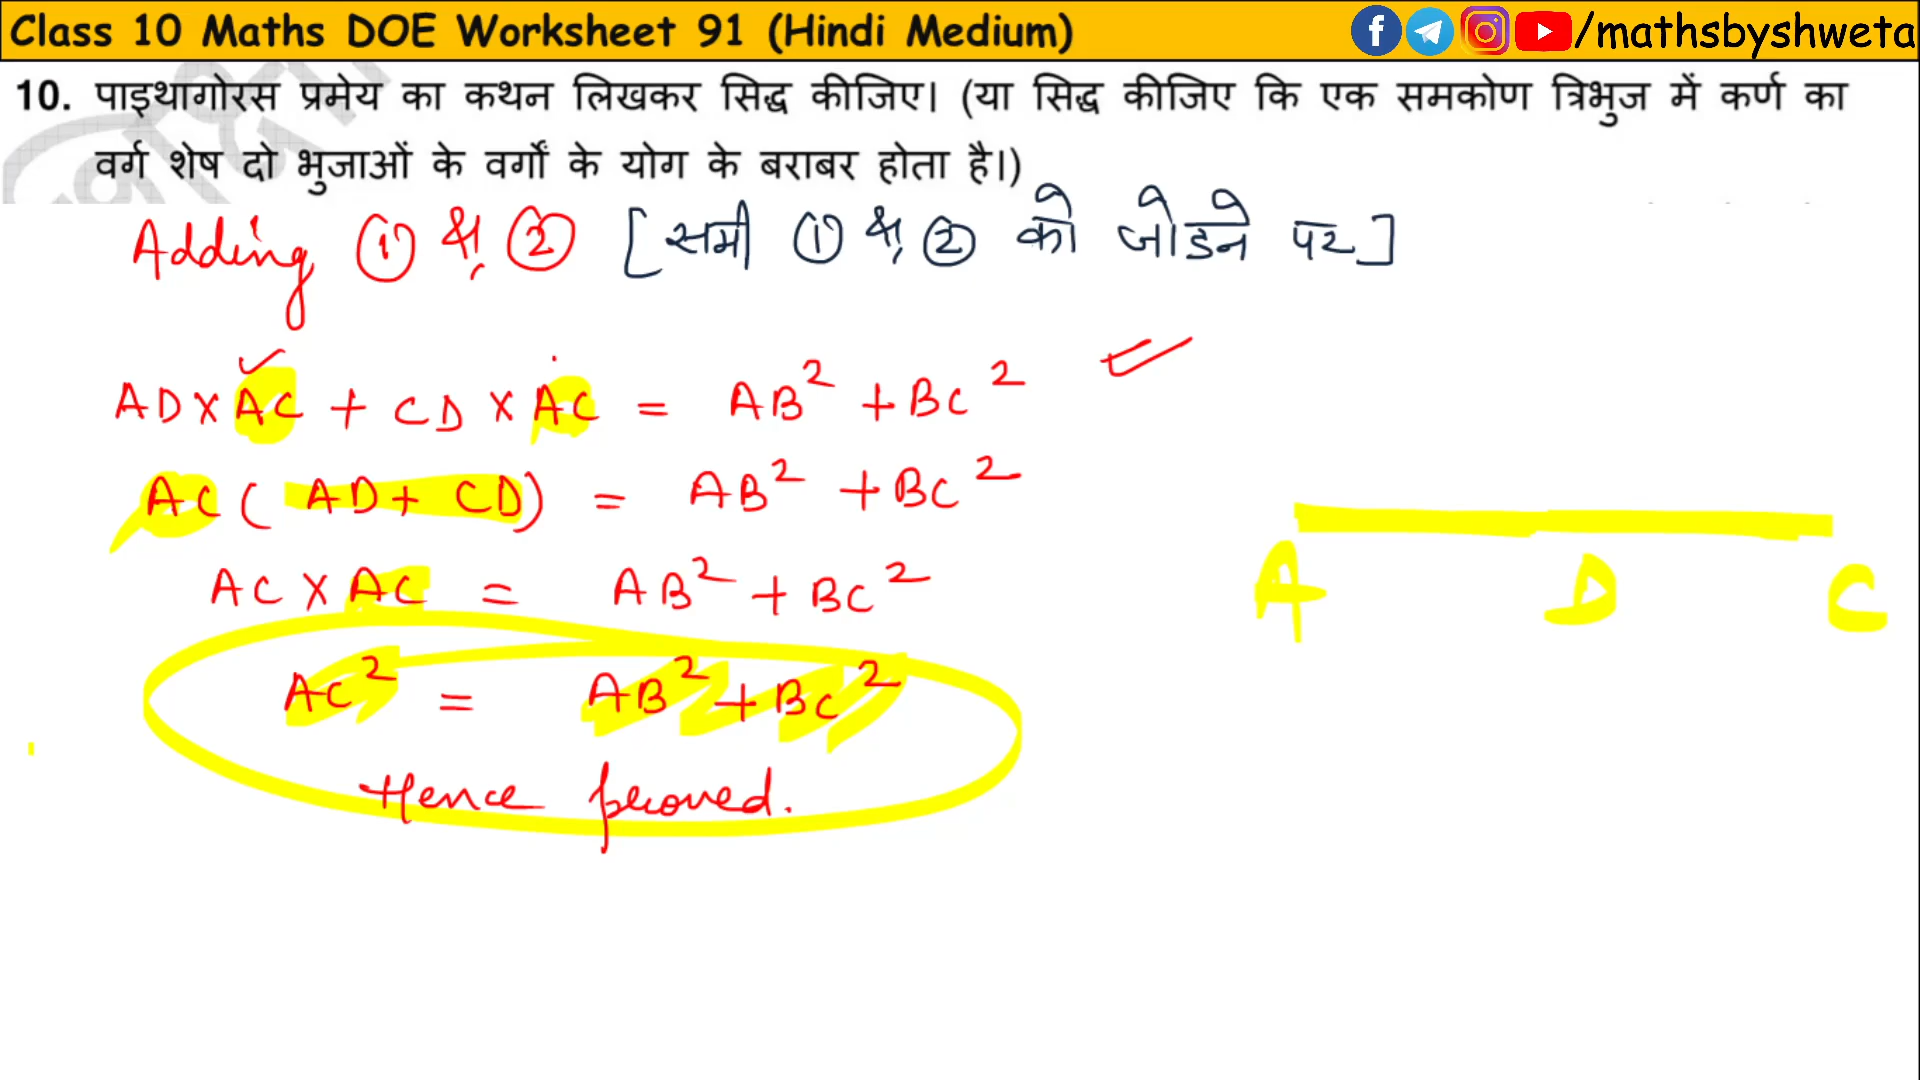 Class 10 Maths DOE Worksheet 91 (Hindi Medium)
/mathsbyshweta
10. पाइथागोरस प्रमेय का कथन लिखकर सिद्ध कीजिए। (या सिद्ध कीजिए कि एक समकोण त्रिभुज में कर्ण का
वर्ग शेष दो भुजाओं के वर्गों के योग के बराबर होता है।)
Adding ① & ② [समी ① & ② को जोडने पर]
AD × AC + CD × AC = AB² + BC²
AC ( AD + CD) = AB² + BC²
AC × AC = AB² + BC²
AC² = AB² + BC²
Hence proved.
A D C